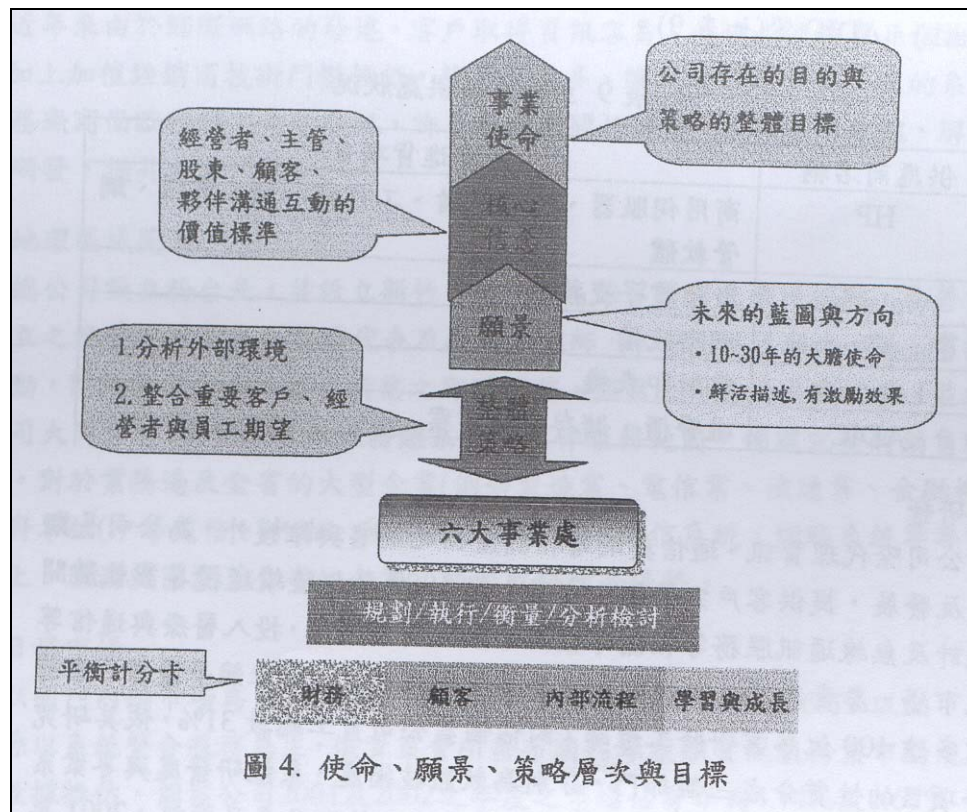 事業
使命
公司存在的目的與
策略的整體目標
經營者、主管、
股東、顧客、
夥伴溝通互動的
價值標準
核心
信念
願景
未來的藍圖與方向
·10~30年的大膽使命
·鮮活描述,有激勵效果
1.分析外部環境
2.整合重要客戶、經
營者與員工期望
整體
策略
六大事業處
規劃/執行/衡量/分析檢討
平衡計分卡
財務
顧客
內部流程
學習與成長
圖 4. 使命、願景、策略層次與目標